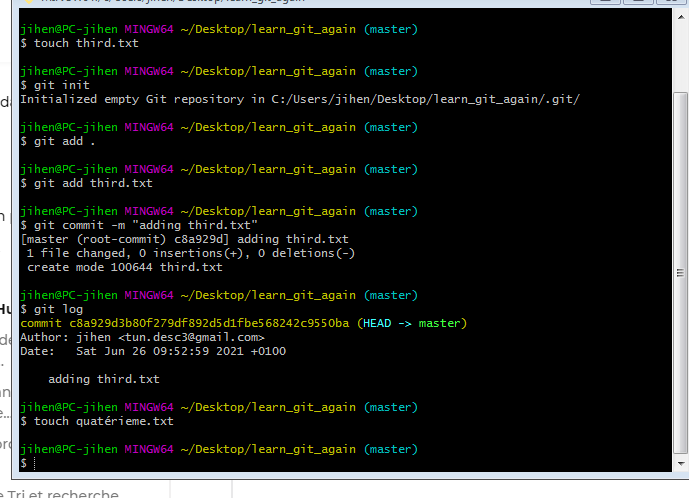 jihen@PC-jihen MINGW64 ~/Desktop/learn_git_again (master)
$ touch third.txt
jihen@PC-jihen MINGW64 ~/Desktop/learn_git_again (master)
$ git init
Initialized empty Git repository in C:/Users/jihen/Desktop/learn_git_again/.git/
jihen@PC-jihen MINGW64 ~/Desktop/learn_git_again (master)
$ git add .
jihen@PC-jihen MINGW64 ~/Desktop/learn_git_again (master)
$ git add third.txt
jihen@PC-jihen MINGW64 ~/Desktop/learn_git_again (master)
$ git commit -m "adding third.txt"
[master (root-commit) c8a929d] adding third.txt
1 file changed, 0 insertions(+), 0 deletions(-)
create mode 100644 third.txt
jihen@PC-jihen MINGW64 ~/Desktop/learn_git_again (master)
$ git log
commit c8a929d3b80f279df892d5d1fbe568242c9550ba (HEAD -> master)
Author: jihen <tun.desc3@gmail.com>
Date:   Sat Jun 26 09:52:59 2021 +0100
adding third.txt
jihen@PC-jihen MINGW64 ~/Desktop/learn_git_again (master)
$ touch quatérieme.txt
jihen@PC-jihen MINGW64 ~/Desktop/learn_git_again (master)
$
e Tri et recherche